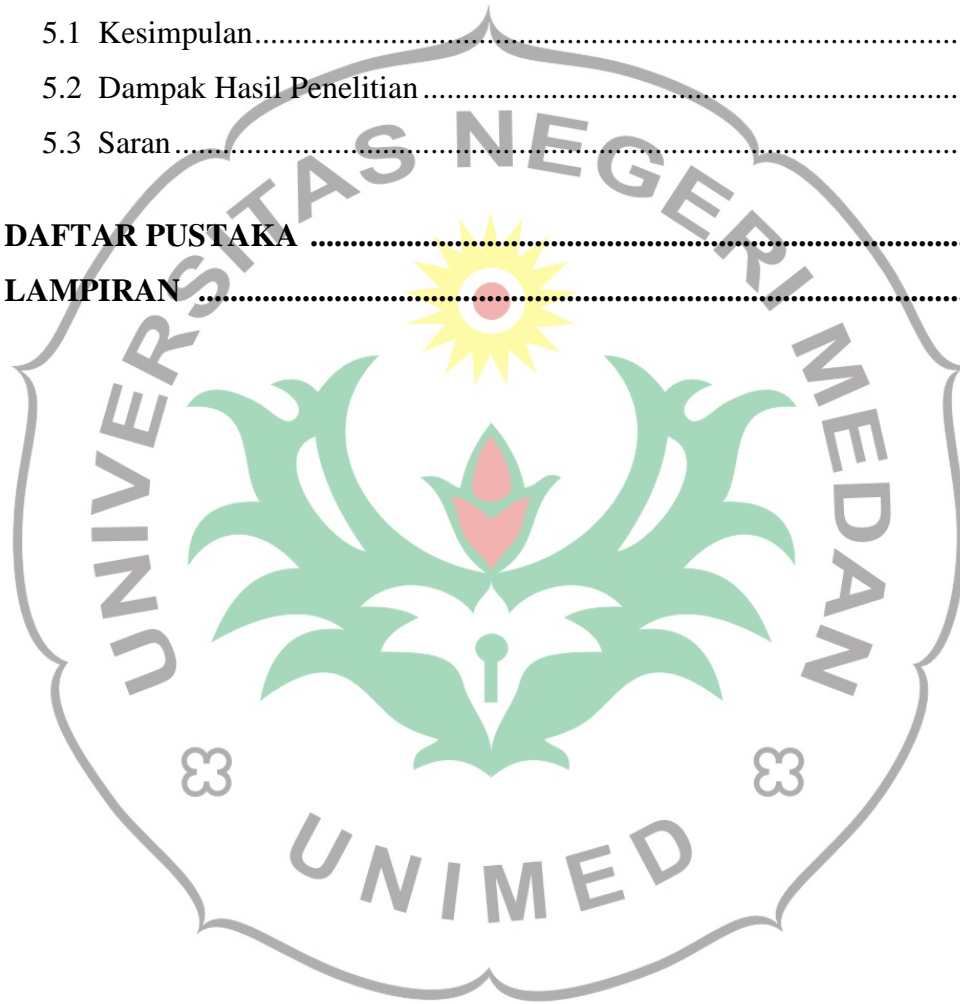 5.1 Kesimpulan
5.2 Dampak Hasil Penelitian
5.3 Saran
DAFTAR PUSTAKA
LAMPIRAN
UNIVERSITAS NEGERI MEDAN
UNIMED